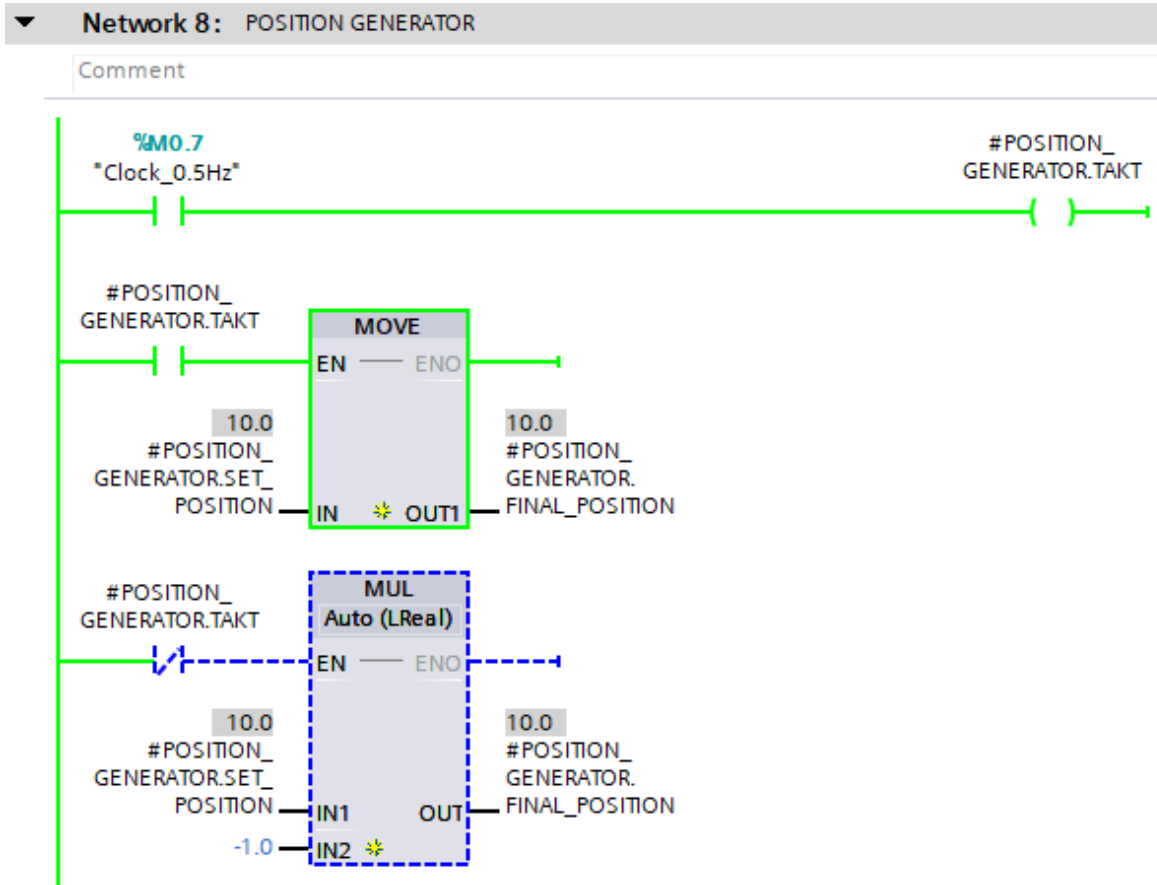 Network 8: POSITION GENERATOR
Comment
%M0.7
"Clock_0.5Hz"
#POSITION_
GENERATOR.TAKT
#POSITION_
GENERATOR.TAKT
MOVE
EN ENO
10.0
#POSITION_
GENERATOR.SET_
POSITION
IN OUT1
10.0
#POSITION_
GENERATOR.
FINAL_POSITION
#POSITION_
GENERATOR.TAKT
MUL
Auto (LReal)
EN ENO
10.0
#POSITION_
GENERATOR.SET_
POSITION
IN1 OUT
10.0
#POSITION_
GENERATOR.
FINAL_POSITION
-1.0 IN2